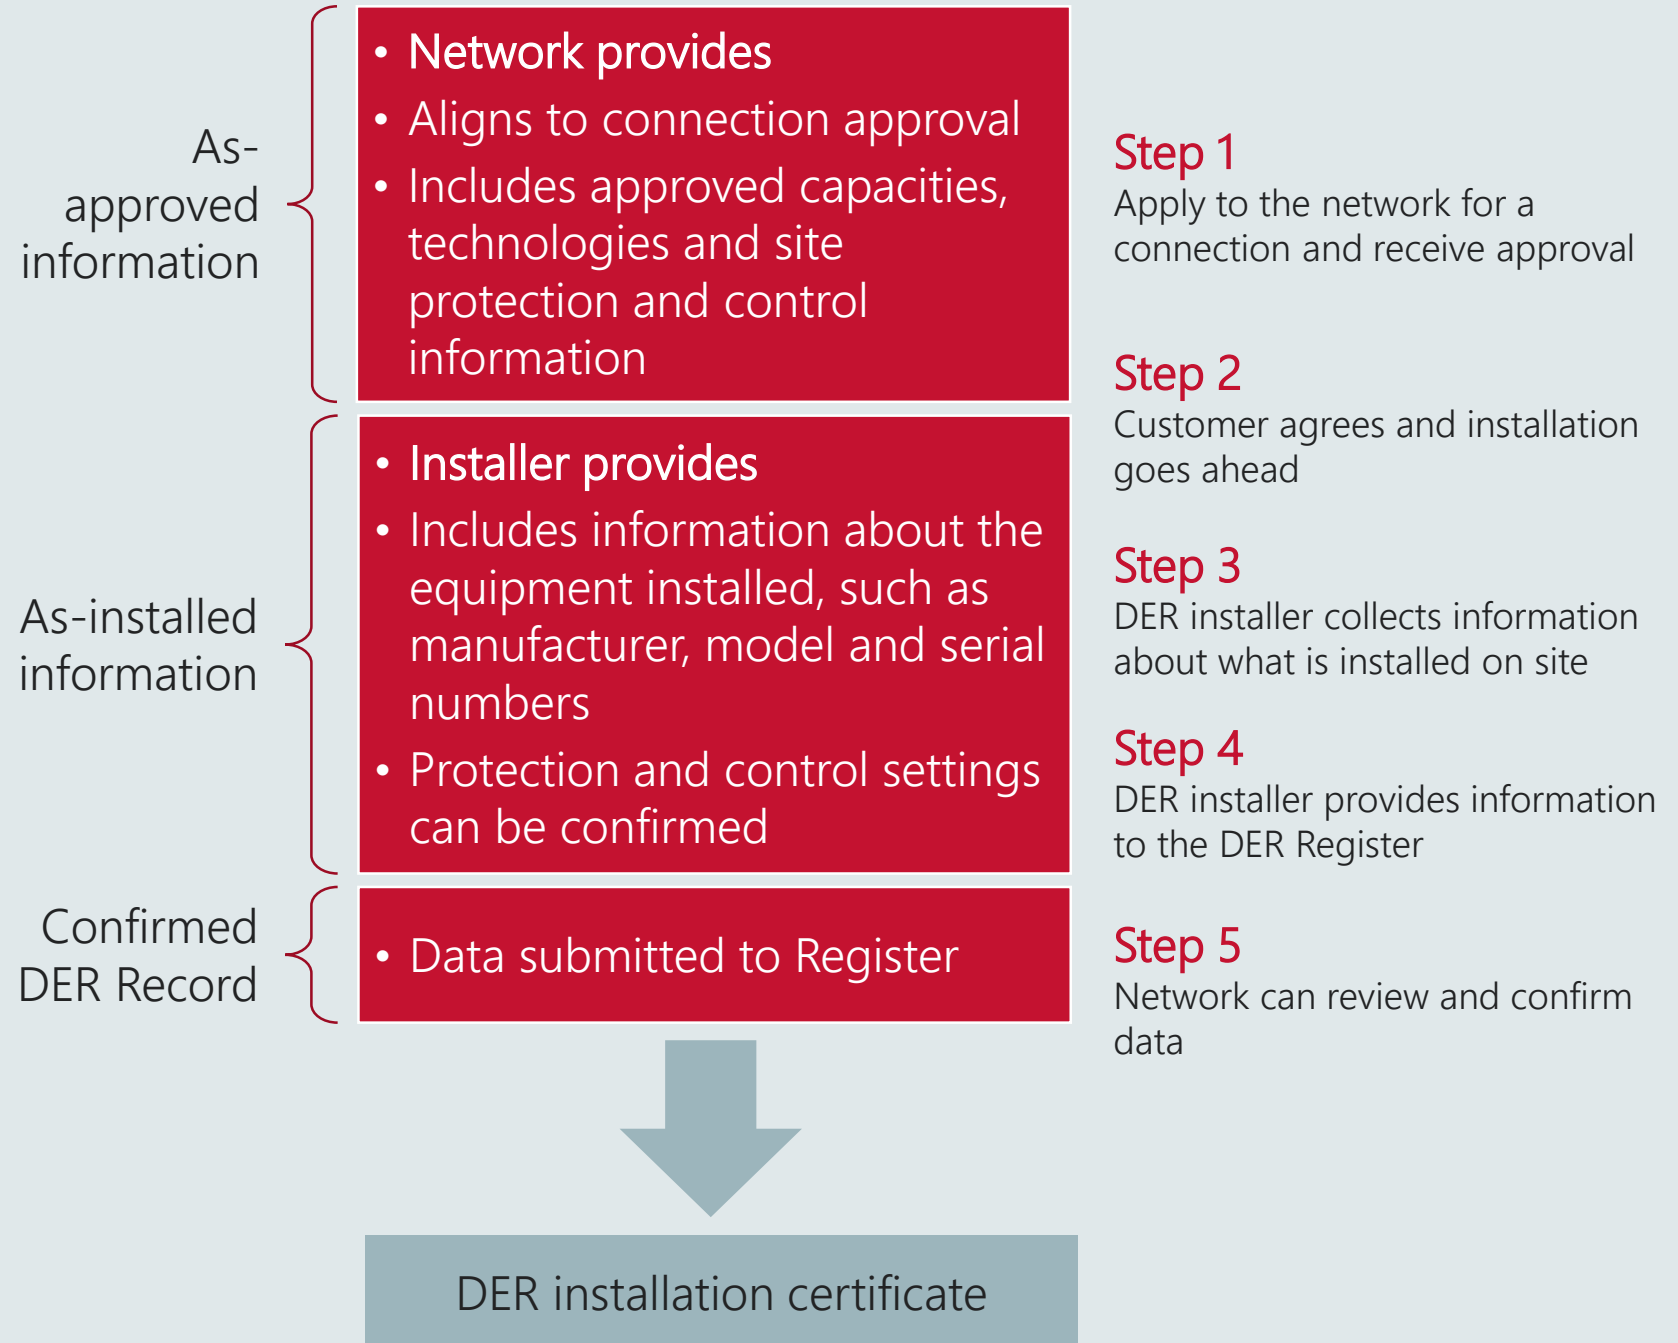 As-
approved
information
• Network provides
• Aligns to connection approval
• Includes approved capacities,
technologies and site
protection and control
information
As-installed
information
• Installer provides
• Includes information about the
equipment installed, such as
manufacturer, model and serial
numbers
• Protection and control settings
can be confirmed
Confirmed
DER Record
• Data submitted to Register
DER installation certificate
Step 1
Apply to the network for a
connection and receive approval
Step 2
Customer agrees and installation
goes ahead
Step 3
DER installer collects information
about what is installed on site
Step 4
DER installer provides information
to the DER Register
Step 5
Network can review and confirm
data